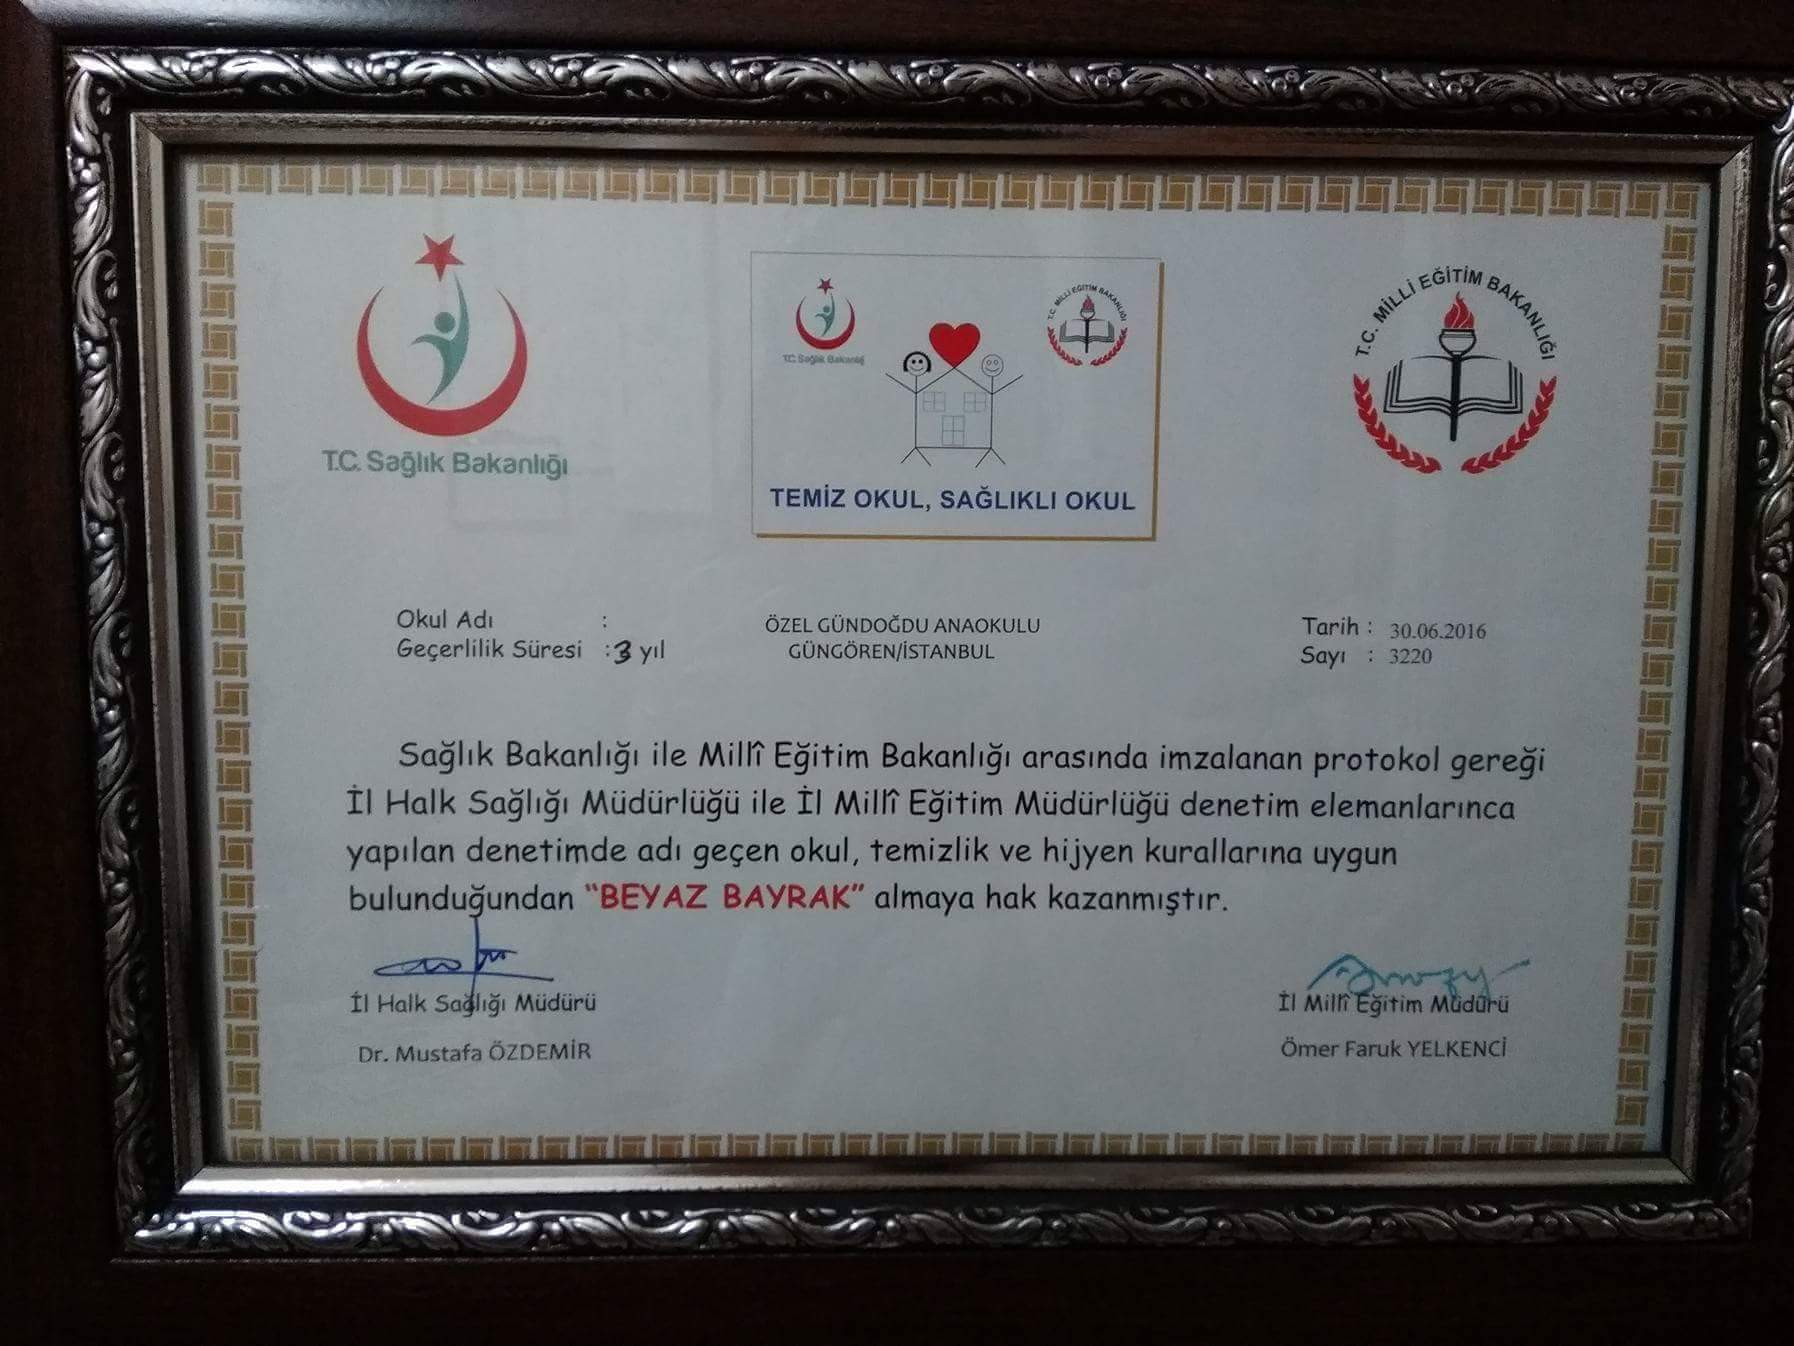 T.C. Sağlık Bakanlığı
T.C. Sağlık Bakanlığı
T.C. MİLLİ EĞİTİM BAKANLIĞI
TEMİZ OKUL, SAĞLIKLI OKUL
T.C. MİLLİ EĞİTİM BAKANLIĞI
Okul Adı :
ÖZEL GÜNDOĞDU ANAOKULU
Tarih : 30.06.2016
Geçerlilik Süresi :3 yıl
GÜNGÖREN/İSTANBUL
Sayı : 3220
Sağlık Bakanlığı ile Millî Eğitim Bakanlığı arasında imzalanan protokol gereği
İl Halk Sağlığı Müdürlüğü ile İl Millî Eğitim Müdürlüğü denetim elemanlarınca
yapılan denetimde adı geçen okul, temizlik ve hijyen kurallarına uygun
bulunduğundan “BEYAZ BAYRAK” almaya hak kazanmıştır.
İl Halk Sağlığı Müdürü
İl Millî Eğitim Müdürü
Dr. Mustafa ÖZDEMİR
Ömer Faruk YELKENCİ